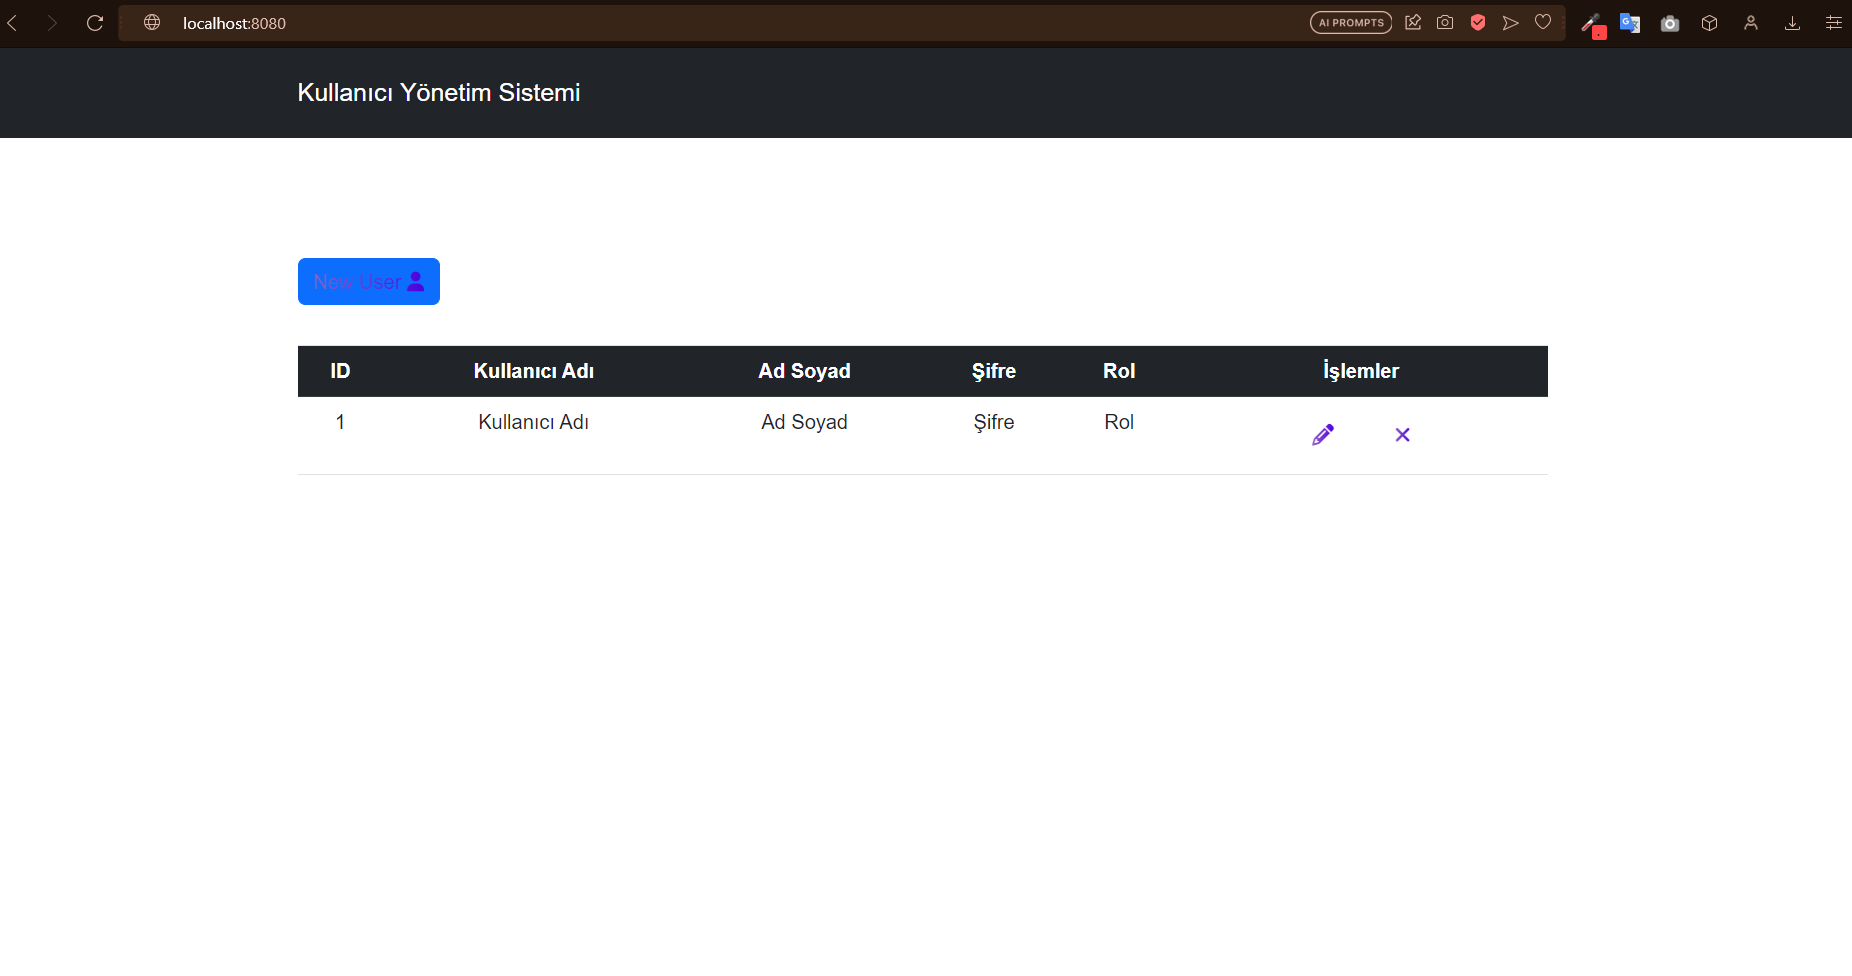 localhost:8080
AI PROMPTS
Kullanıcı Yönetim Sistemi
New User
ID Kullanıcı Adı Ad Soyad Şifre Rol İşlemler
1 Kullanıcı Adı Ad Soyad Şifre Rol